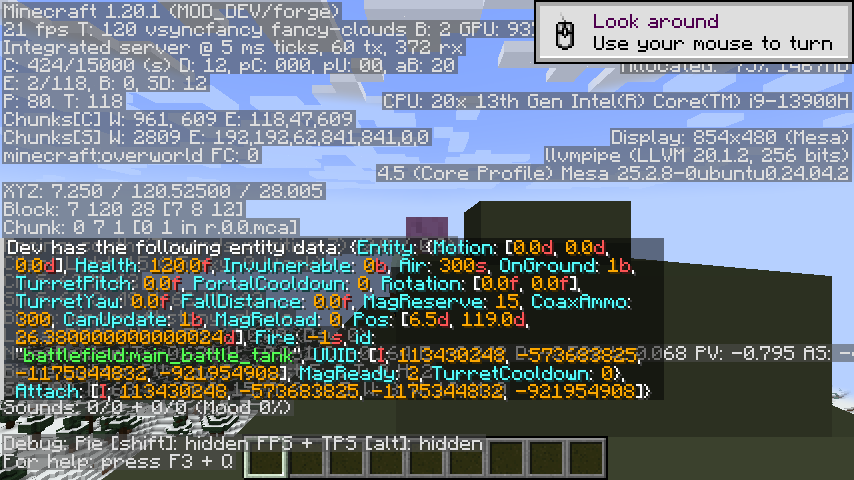 Minecraft 1.20.1 (MOD_DEV/forge)
21 fps T: 120 vsyncfancy fancy-clouds B: 2 GPU: 93
Integrated server @ 5 ms ticks, 60 tx, 372 rx
C: 424/15000 (s) D: 12, pC: 000, pU: 00, aB: 20
E: 2/118, B: 0, SD: 12
P: 80. T: 118
Chunks[C] W: 961, 609 E: 118,47,609
Chunks[S] W: 2809 E: 192,192,62,841,841,0,0
minecraft:overworld FC: 0
Look around
Use your mouse to turn
CPU: 20x 13th Gen Intel(R) Core(TM) i9-13900H
Display: 854x480 (Mesa)
llvmpipe (LLVM 20.1.2, 256 bits)
4.5 (Core Profile) Mesa 25.2.8-0ubuntu0.24.04.2
XYZ: 7.250 / 120.52500 / 28.005
Block: 7 120 28 [7 8 12]
Chunk: 0 7 1 [0 1 in r.0.0.mca]
Dev has the following entity data: {Entity: {Motion: [0.0d, 0.0d,
0.0d], Health: 120.0f, Invulnerable: 0b, Air: 300s, OnGround: 1b,
TurretPitch: 0.0f, PortalCooldown: 0, Rotation: [0.0f, 0.0f],
TurretYaw: 0.0f, FallDistance: 0.0f, MagReserve: 15, CoaxAmmo:
300, CanUpdate: 1b, MagReload: 0, Pos: [6.5d, 119.0d,
26.380000000000024d], Fire: -1s, id:
"battlefield:main_battle_tank", UUID: [I; 113430248, -573683825,
-1175344832, -921954908], MagReady: 2, TurretCooldown: 0},
Attach: [I; 113430248, -573683825, -1175344832, -921954908]}
PV: -0.795 AS:
Sounds: 0/0 + 0/0 (Mood 0%)
Debug: Pie [shift]: hidden FPS + TPS [alt]: hidden
For help: press F3 + Q